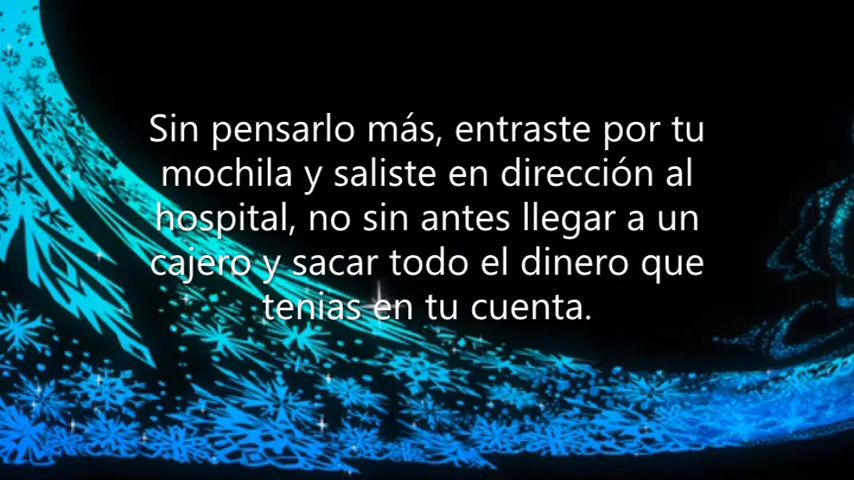 Sin pensarlo más, entraste por tu
mochila y saliste en dirección al
hospital, no sin antes llegar a un
cajero y sacar todo el dinero que
tenias en tu cuenta.